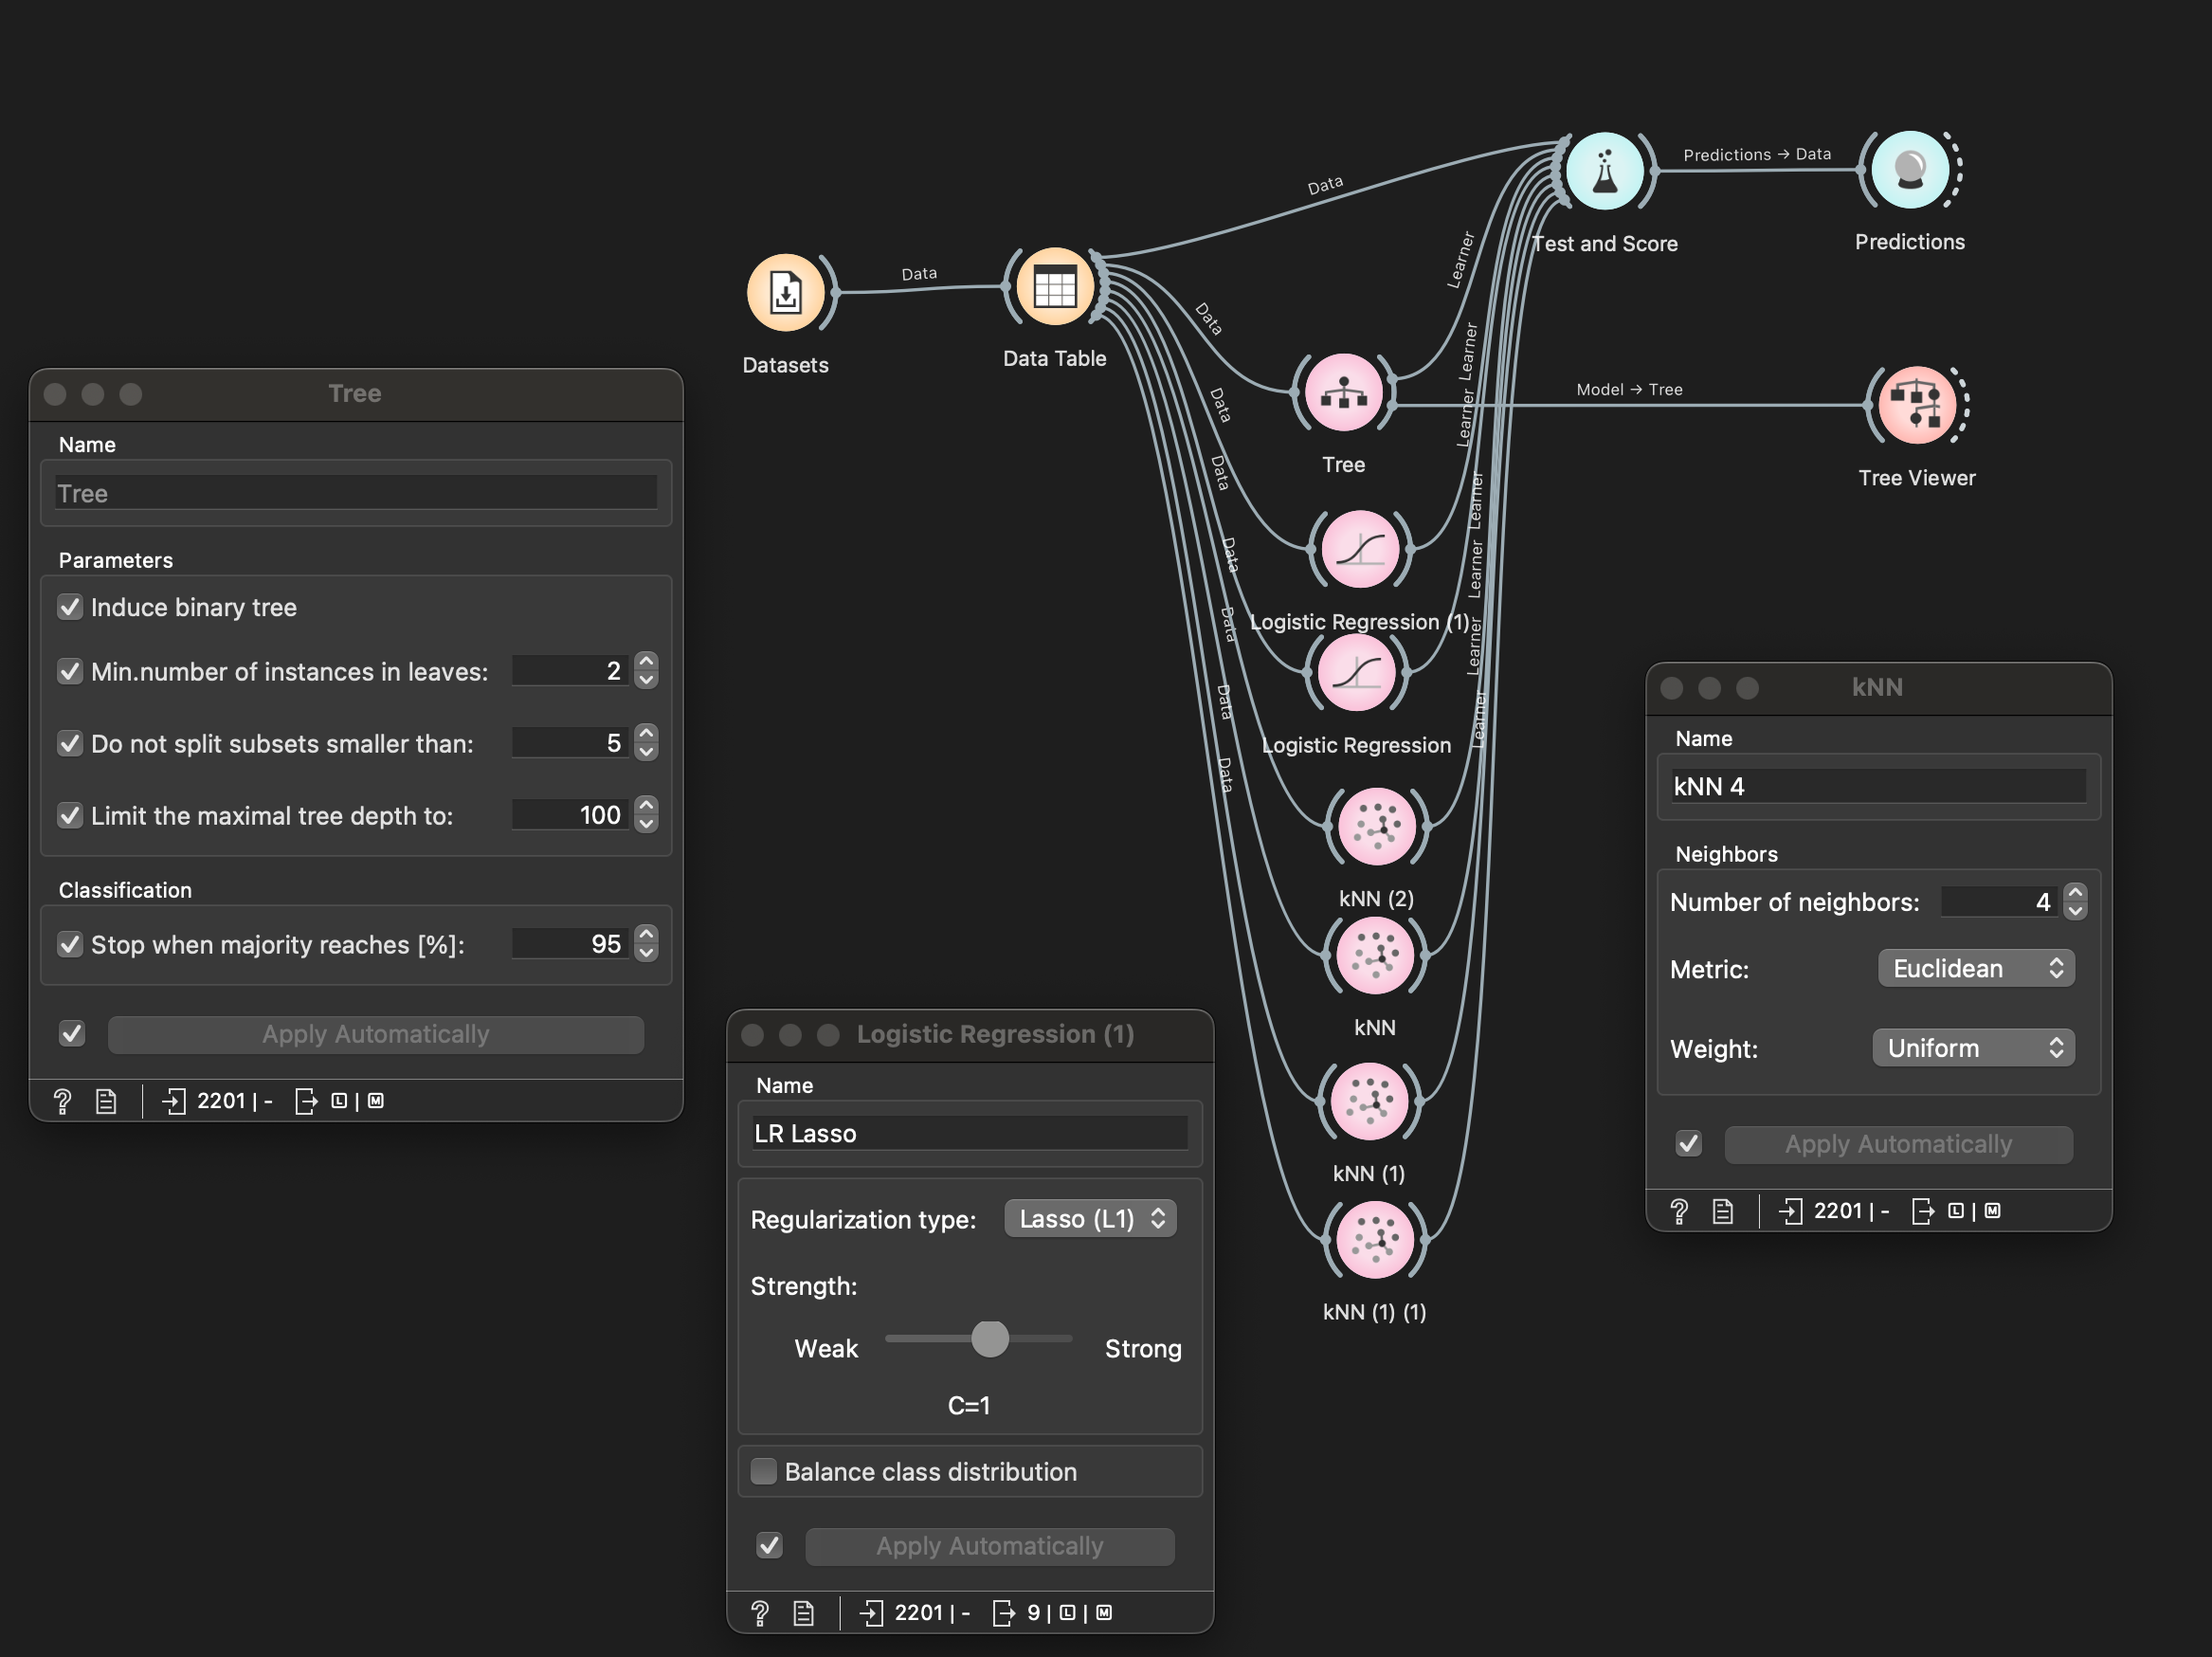 Data
Predictions → Data
Test and Score
Predictions
Data
Datasets
Data Table
Learner
Data
Tree
Model → Tree
Tree Viewer
Data
Learner
Learner
Logistic Regression (1)
Data
Learner
Logistic Regression
Data
Learner
kNN (2)
Data
Learner
kNN
Data
Learner
kNN (1)
Data
kNN (1) (1)
Tree
Name
Tree
Parameters
Induce binary tree
Min.number of instances in leaves: 2
Do not split subsets smaller than: 5
Limit the maximal tree depth to: 100
Classification
Stop when majority reaches [%]: 95
Apply Automatically
? 2201 | - L | M
Logistic Regression (1)
Name
LR Lasso
Regularization type: Lasso (L1)
Strength:
Weak Strong
C=1
Balance class distribution
Apply Automatically
? 2201 | - 9 | L | M
kNN
Name
kNN 4
Neighbors
Number of neighbors: 4
Metric: Euclidean
Weight: Uniform
Apply Automatically
? 2201 | - L | M